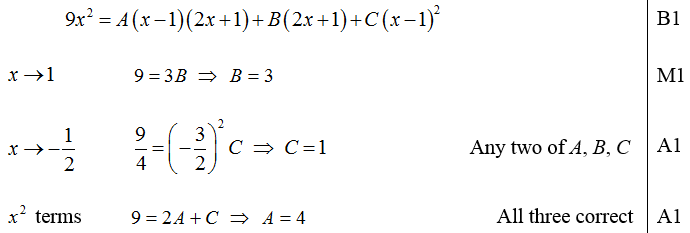 9x² = A(x−1)(2x+1)+B(2x+1)+C(x−1)² B1
x→1 9=3B ⇒ B=3 M1
x→−1/2 9/4=(−3/2)² C ⇒ C=1 Any two of A, B, C A1
x² terms 9=2A+C ⇒ A=4 All three correct A1